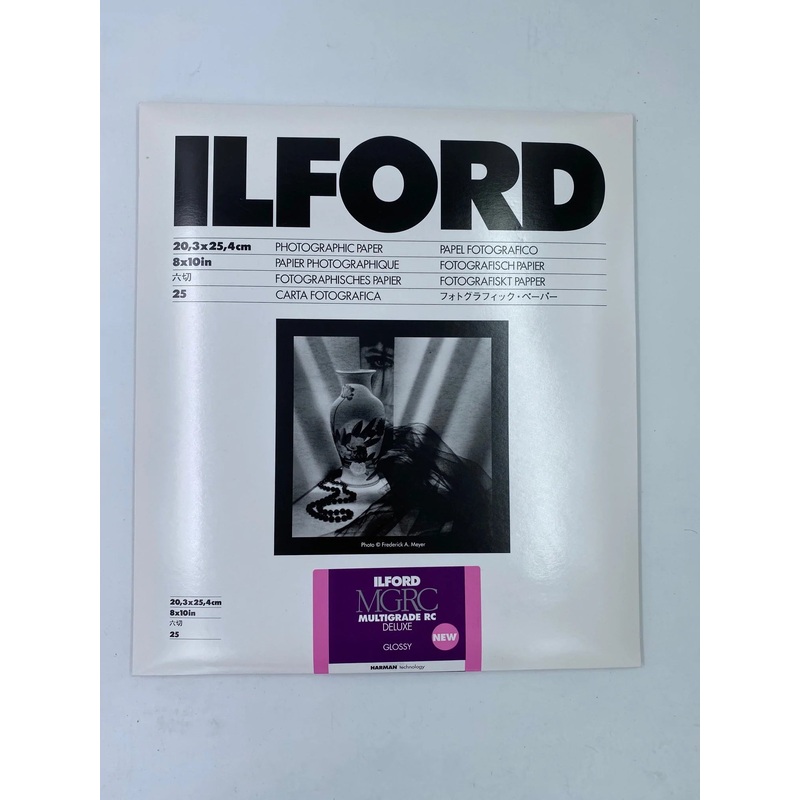 ILFORD
20,3x25,4cm PHOTOGRAPHIC PAPER PAPEL FOTOGRAFICO
8x10in PAPIER PHOTOGRAPHIQUE FOTOGRAFISCH PAPIER
六切 FOTOGRAPHISCHES PAPIER FOTOGRAFISKT PAPPER
25 CARTA FOTOGRAFICA フォトグラフィック・ペーパー
Photo © Frederick A. Meyer
20,3x25,4cm
8x10in
六切
25
ILFORD
MGRC
MULTIGRADE RC
DELUXE
NEW
GLOSSY
HARMAN technology